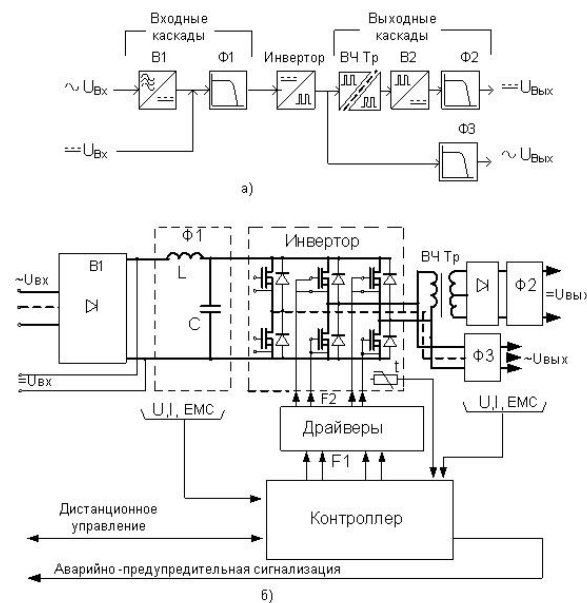 Входные каскады
Выходные каскады
В1
Ф1
Инвертор
ВЧ Тр
В2
Ф2
~ Uвх
Uвых
Ф3
Uвх
~ Uвых
а)
Ф1
Инвертор
ВЧ Тр
В1
~Uвх
L
C
Ф2
=Uвых
Ф3
~Uвых
=Uвх
t
U,I, EMC
F2
U,I, EMC
Драйверы
F1
Дистанционное
управление
Контроллер
Аварийно-предупредительная сигнализация
б)